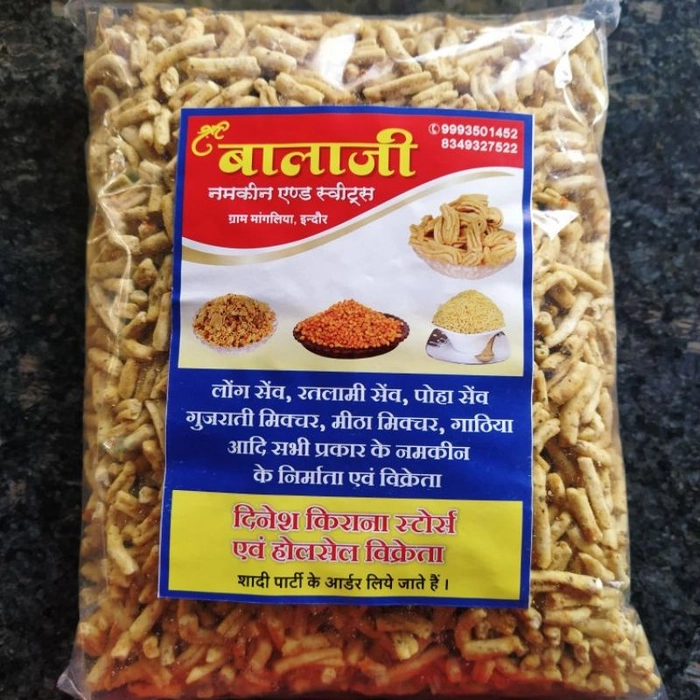 श्री बालाजी
नमकीन एण्ड स्वीट्स
ग्राम मांगलिया, इन्दौर
9993501452
8349327522
लोंग सेंव, रतलामी सेंव, पोहा सेंव
गुजराती मिक्चर, मीठा मिक्चर, गाठिया
आदि सभी प्रकार के नमकीन
के निर्माता एवं विक्रेता
दिनेश किराना स्टोर्स
एवं होलसेल विक्रेता
शादी पार्टी के आर्डर लिये जाते हैं ।